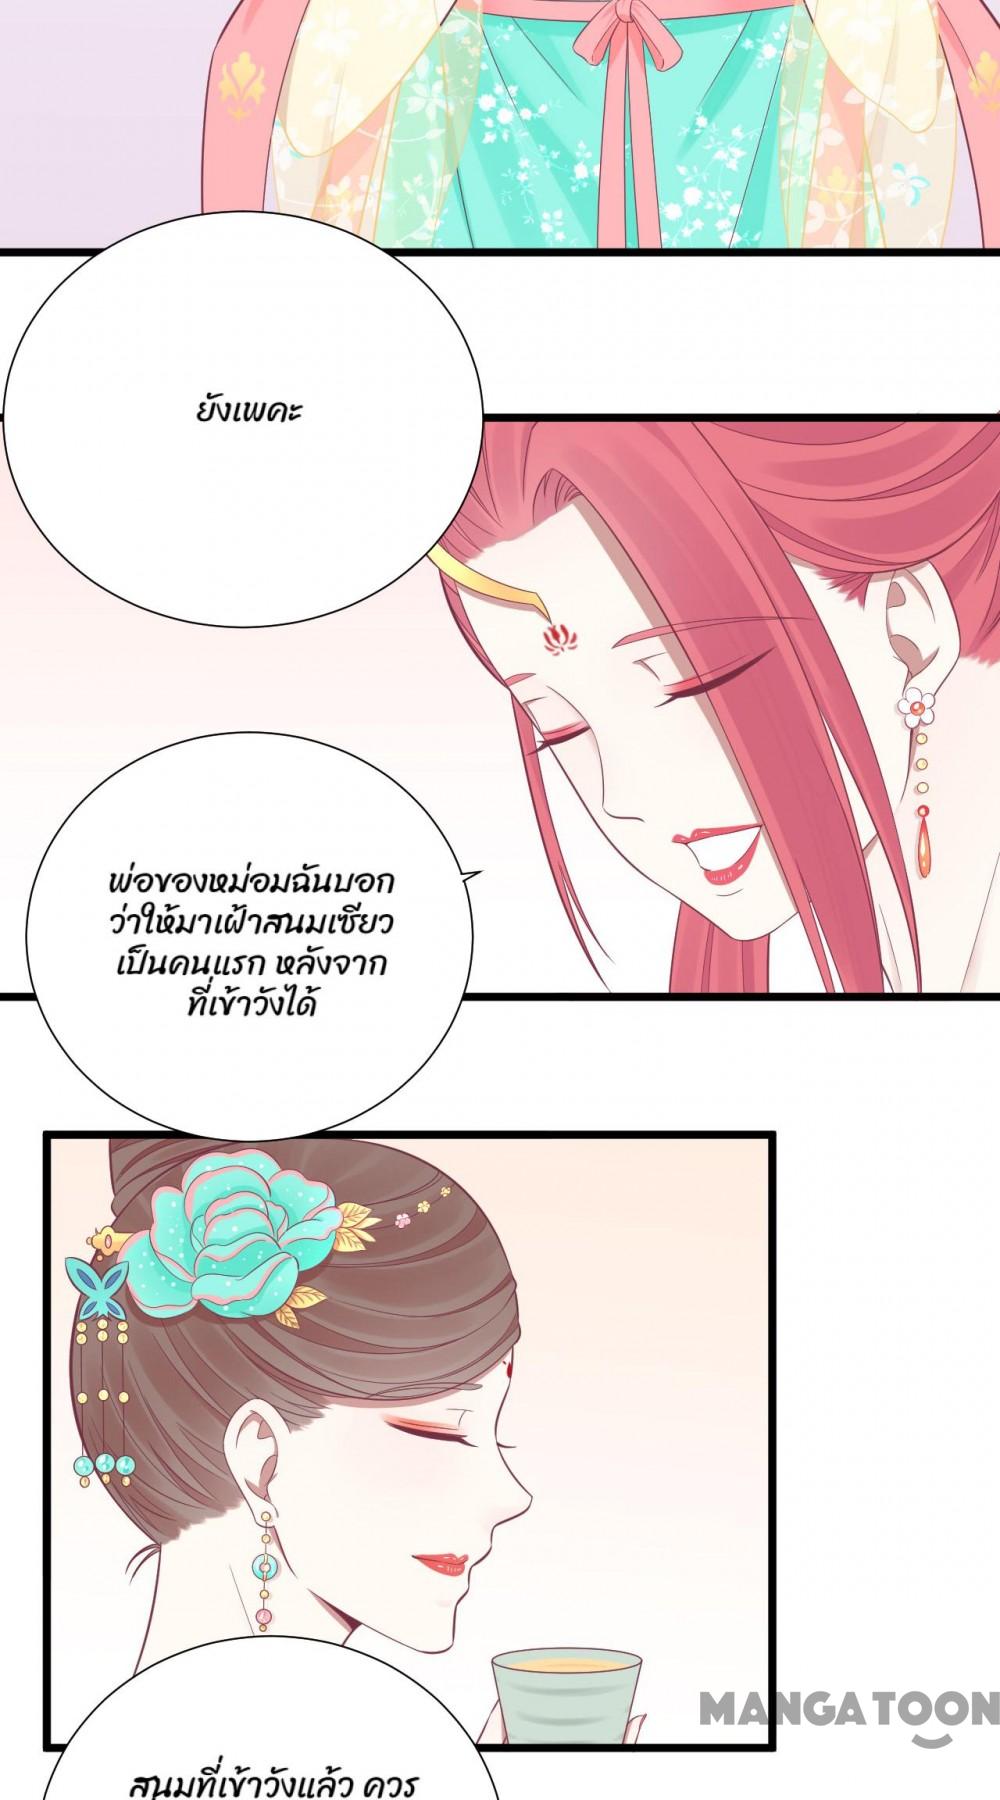 ยังเพคะ
พ่อของหม่อมฉันบอก
ว่าให้มาเฝ้าสนมเซียว
เป็นคนแรก หลังจาก
ที่เข้าวังได้
MANGATOON
สนมที่เข้าวังแล้ว ควร